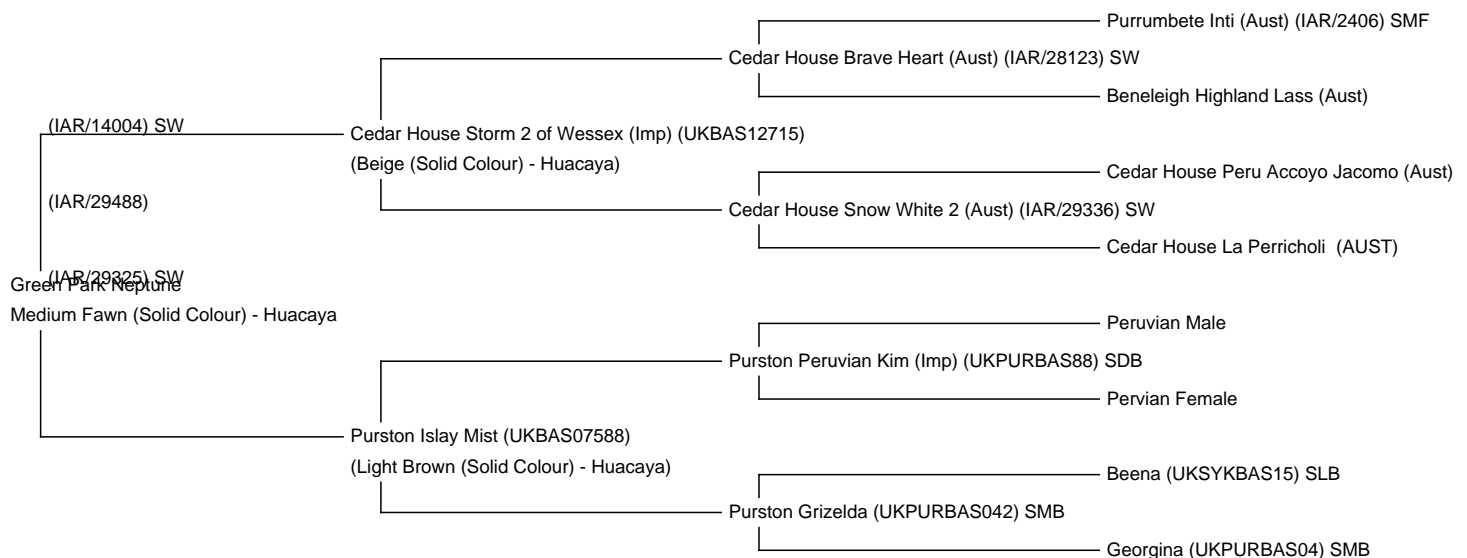 Purrumbete Inti (Aust) (IAR/2406) SMF
Cedar House Brave Heart (Aust) (IAR/28123) SW
Beneleigh Highland Lass (Aust)
(IAR/14004) SW
Cedar House Storm 2 of Wessex (Imp) (UKBAS12715)
(Beige (Solid Colour) - Huacaya)
Cedar House Peru Accoyo Jacomo (Aust)
(IAR/29488)
Cedar House Snow White 2 (Aust) (IAR/29336) SW
Cedar House La Perricholi (AUST)
(IAR/29325) SW
Green Park Neptune
Medium Fawn (Solid Colour) - Huacaya
Peruvian Male
Purston Peruvian Kim (Imp) (UKPURBAS88) SDB
Pervian Female
Purston Islay Mist (UKBAS07588)
(Light Brown (Solid Colour) - Huacaya)
Beena (UKSYKBAS15) SLB
Purston Grizelda (UKPURBAS042) SMB
Georgina (UKPURBAS04) SMB